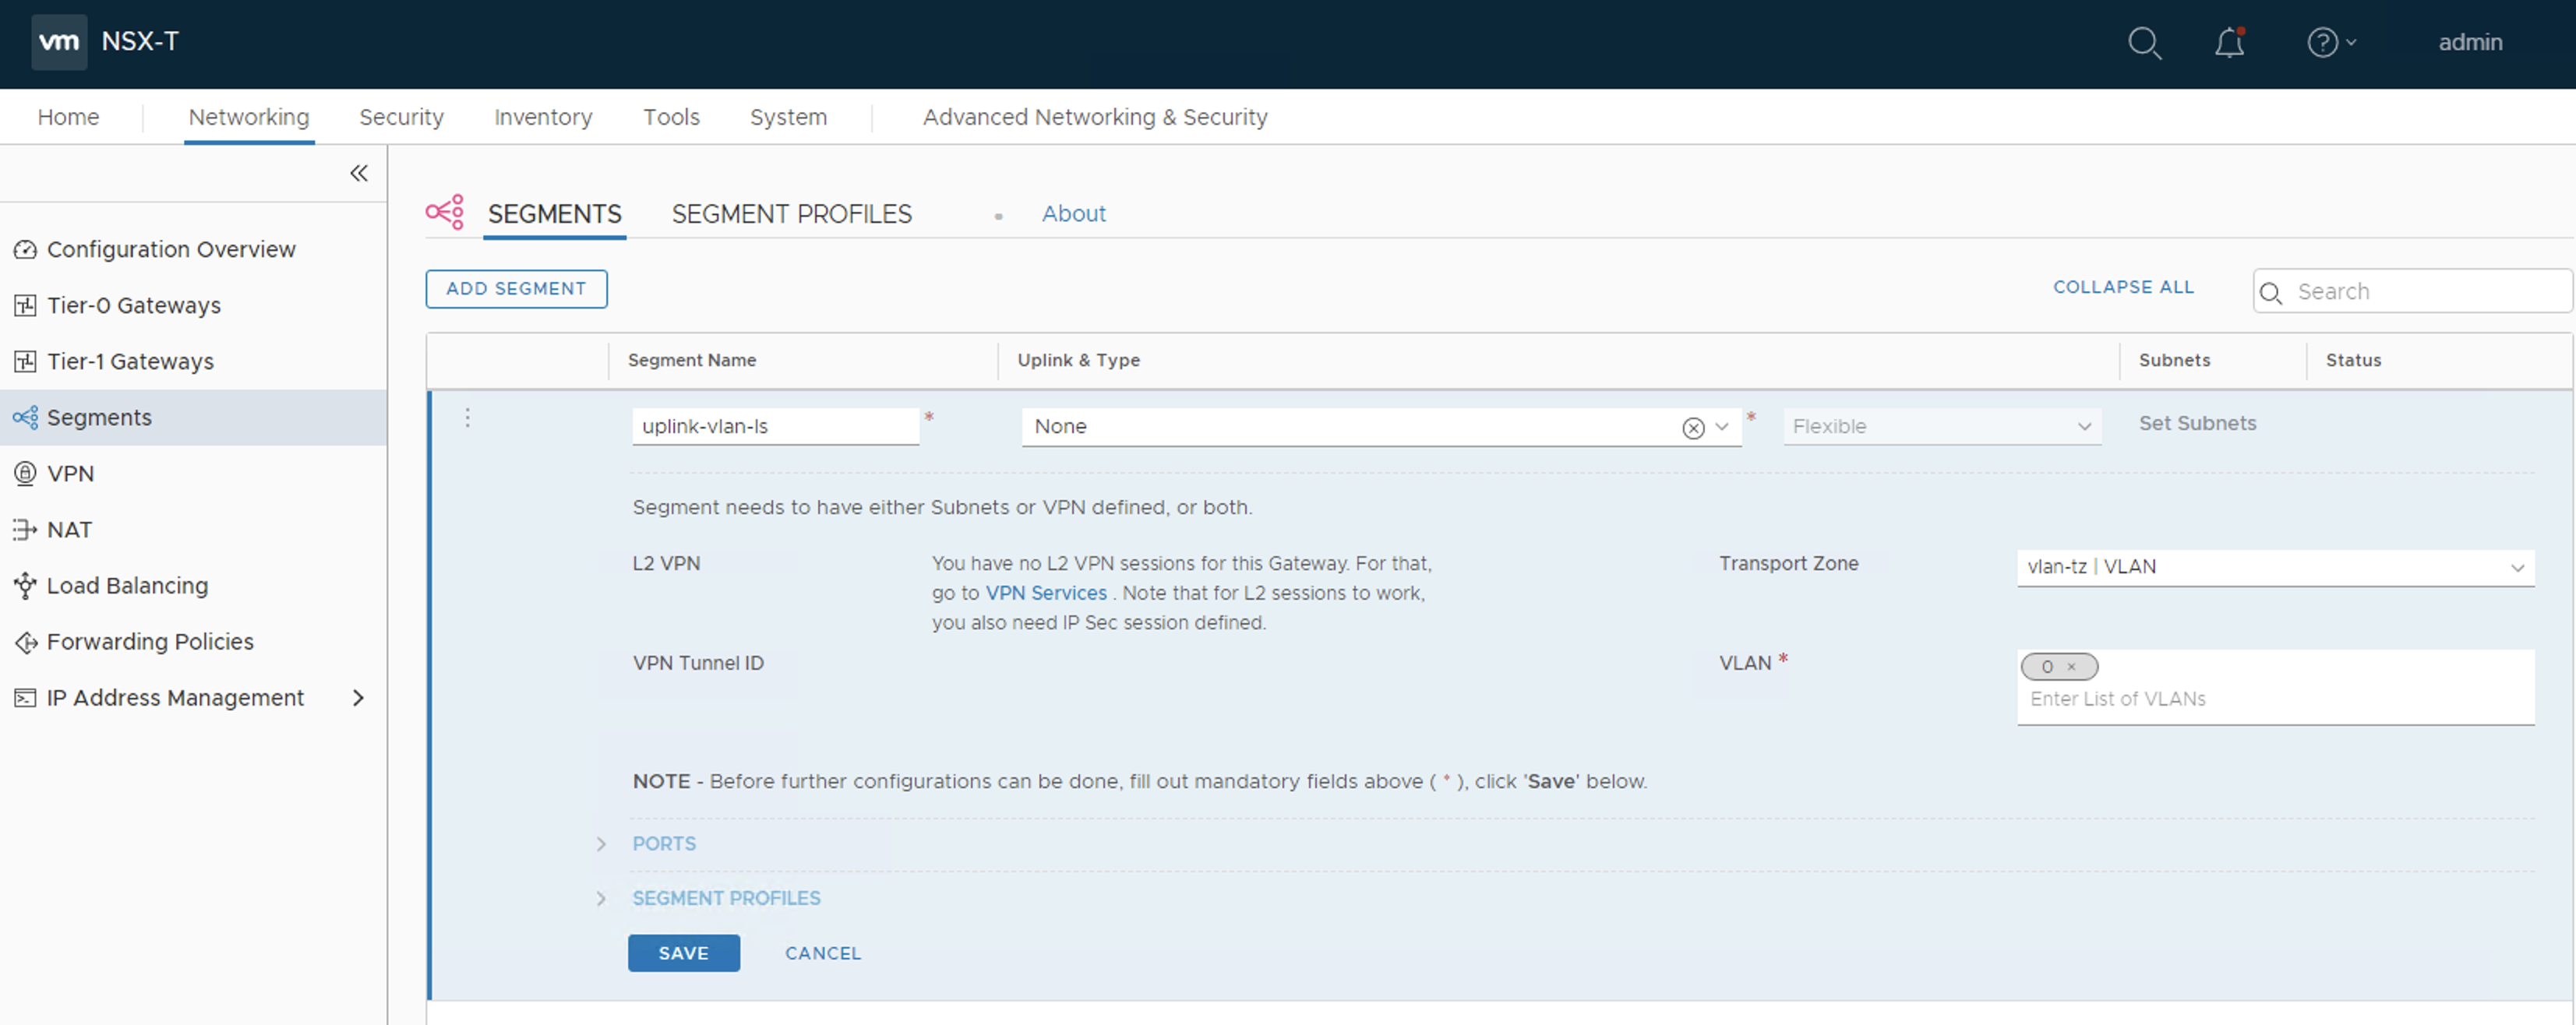 vm NSX-T
admin
Home Networking Security Inventory Tools System Advanced Networking & Security
Configuration Overview
Tier-0 Gateways
Tier-1 Gateways
Segments
VPN
NAT
Load Balancing
Forwarding Policies
IP Address Management
SEGMENTS SEGMENT PROFILES • About
ADD SEGMENT COLLAPSE ALL Search
Segment Name Uplink & Type Subnets Status
uplink-vlan-ls * None * Flexible Set Subnets
Segment needs to have either Subnets or VPN defined, or both.
L2 VPN
You have no L2 VPN sessions for this Gateway. For that,
go to VPN Services . Note that for L2 sessions to work,
you also need IP Sec session defined.
Transport Zone vlan-tz | VLAN
VPN Tunnel ID
VLAN * 0 ×
Enter List of VLANs
NOTE - Before further configurations can be done, fill out mandatory fields above ( * ), click 'Save' below.
PORTS
SEGMENT PROFILES
SAVE CANCEL